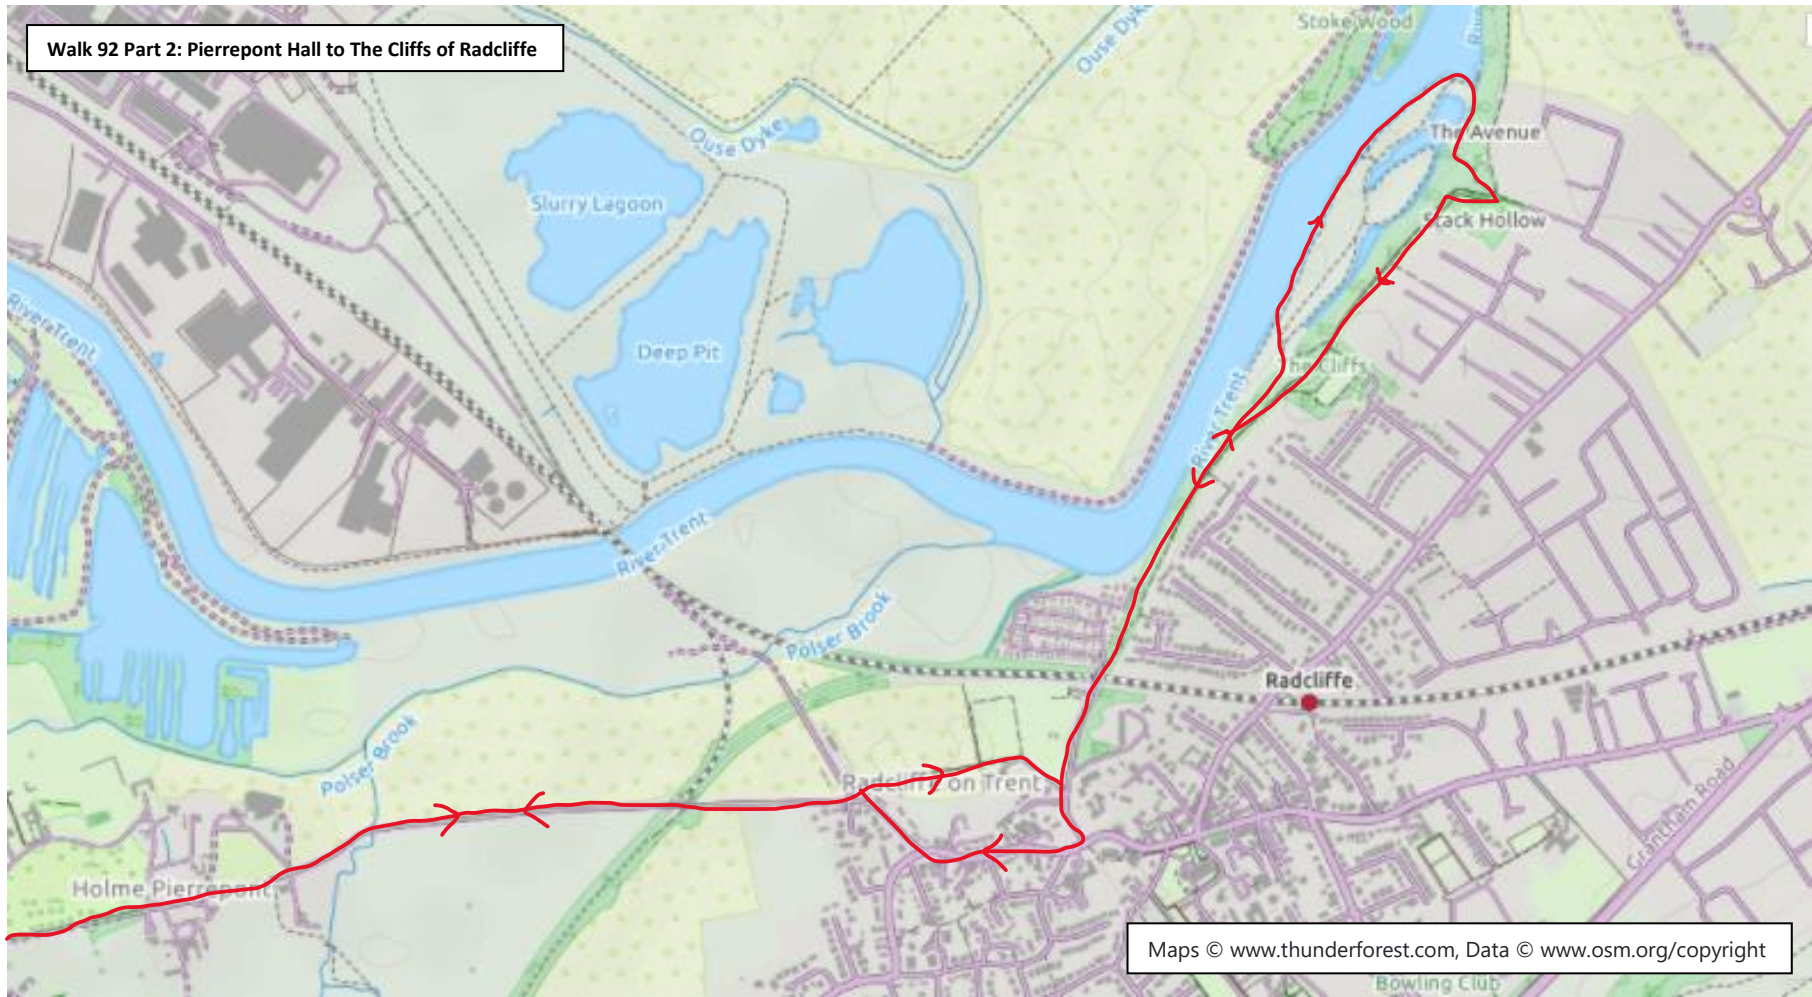 Walk 92 Part 2: Pierrepont Hall to The Cliffs of Radcliffe
Stoke Wood
Ouse Dyke
Ouse Dyke
The Avenue
Slurry Lagoon
Stack Hollow
River Trent
Deep Pit
The Cliffs
River Trent
River Trent
Polser Brook
Radcliffe
Polser Brook
Radcliffe on Trent
Grantham Road
Holme Pierrepont
Maps © www.thunderforest.com, Data © www.osm.org/copyright
Bowling Club